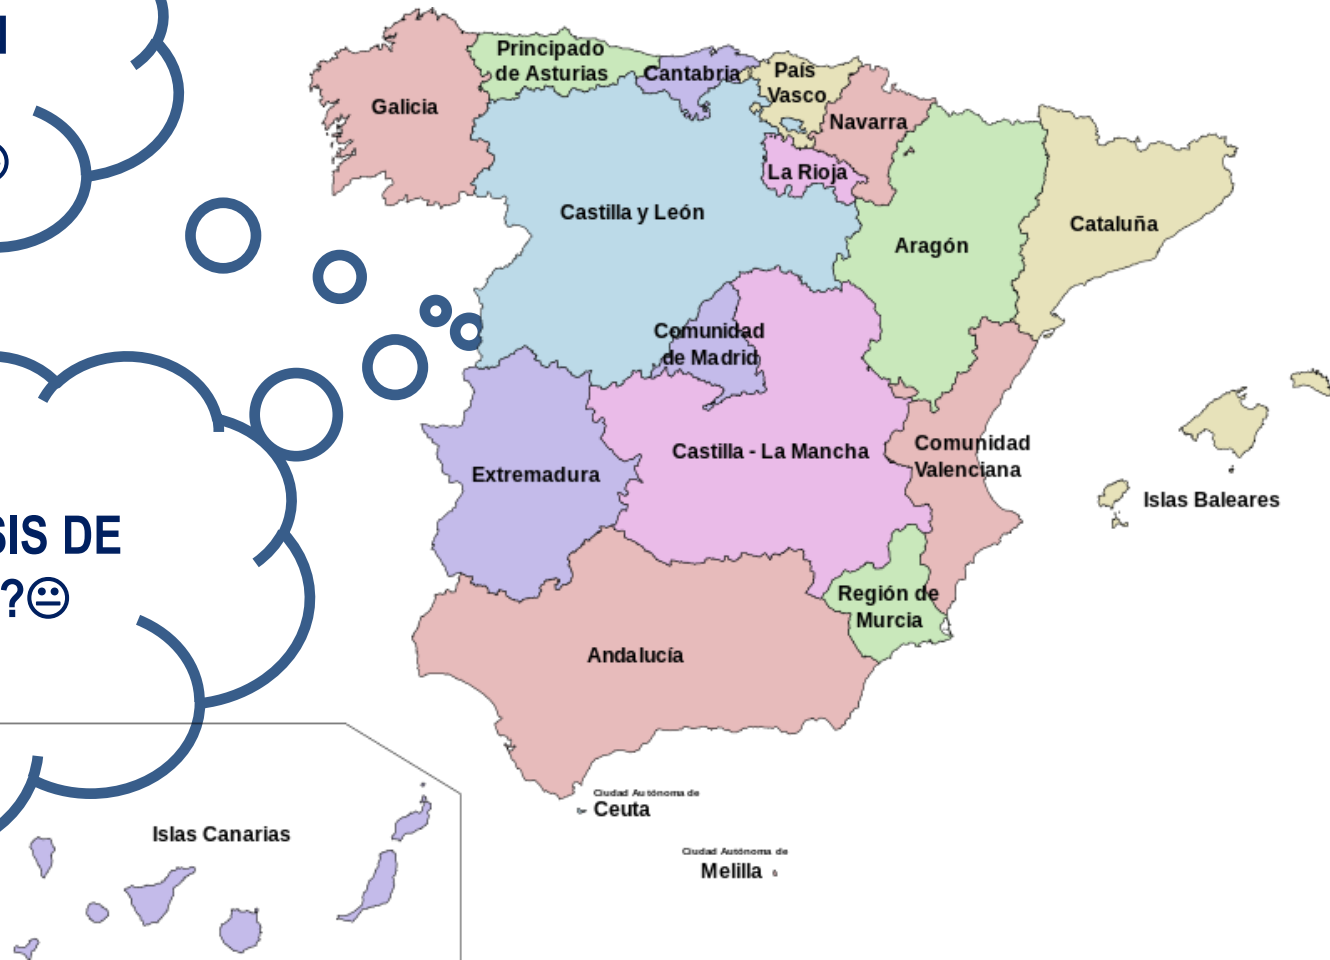 Principado
de Asturias
Cantabria
País
Vasco
Galicia
Navarra
La Rioja
Castilla y León
Cataluña
Aragón
Comunidad
de Madrid
Castilla - La Mancha
Comunidad
Valenciana
Extremadura
Islas Baleares
SIS DE
?😐
Región de
Murcia
Andalucía
Ciudad Autónoma de
Ceuta
Islas Canarias
Ciudad Autónoma de
Melilla